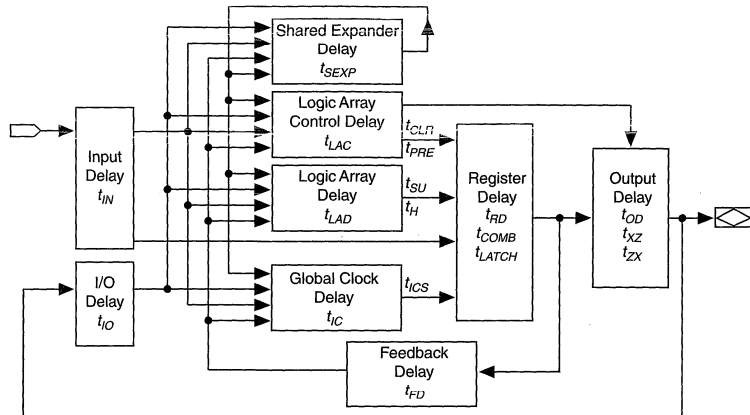 Shared Expander
Delay
tSEXP
Logic Array
Control Delay
tLAC
tCLR
tPRE
Input
Delay
tIN
Logic Array
Delay
tLAD
tSU
tH
Register
Delay
tRD
tCOMB
tLATCH
Output
Delay
tOD
tXZ
tZX
I/O
Delay
tIO
Global Clock
Delay
tIC
tICS
Feedback
Delay
tFD